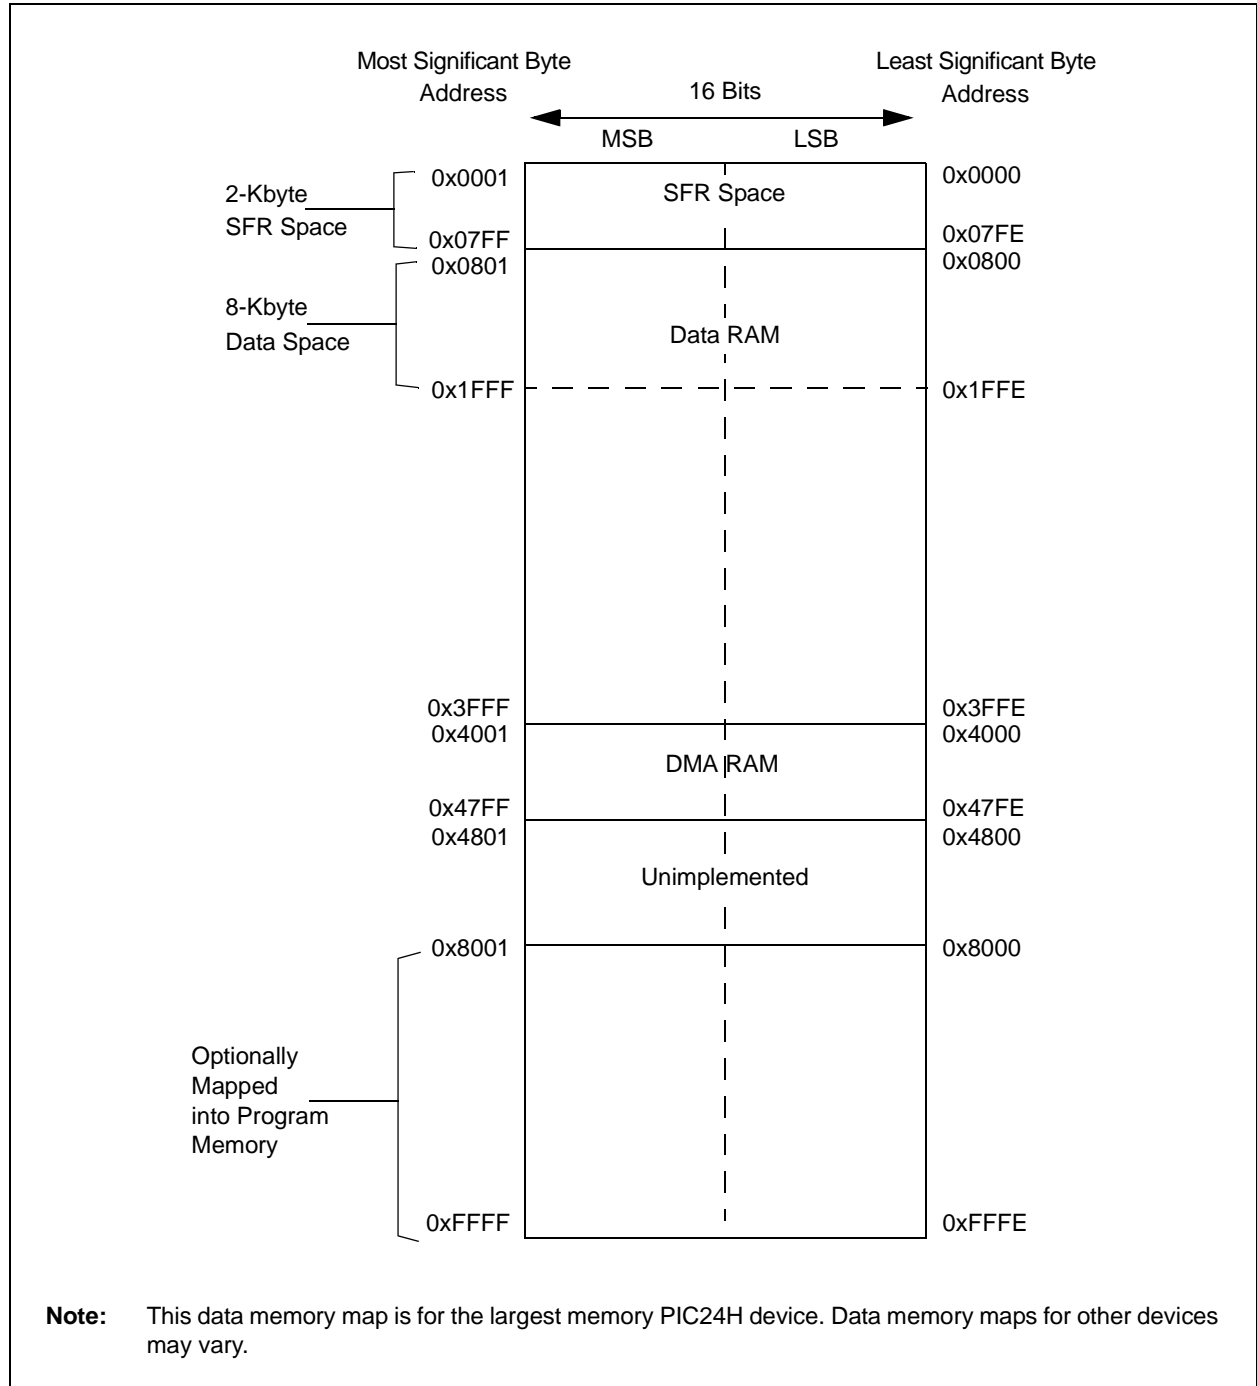 Most Significant Byte
Address
16 Bits
Least Significant Byte
Address
MSB
LSB
2-Kbyte
SFR Space
0x0001
SFR Space
0x0000
0x07FF
0x07FE
0x0801
0x0800
8-Kbyte
Data Space
Data RAM
0x1FFF
0x1FFE
0x3FFF
0x3FFE
0x4001
0x4000
DMA RAM
0x47FF
0x47FE
0x4801
0x4800
Unimplemented
0x8001
0x8000
Optionally
Mapped
into Program
Memory
0xFFFF
0xFFFE
Note: This data memory map is for the largest memory PIC24H device. Data memory maps for other devices
may vary.